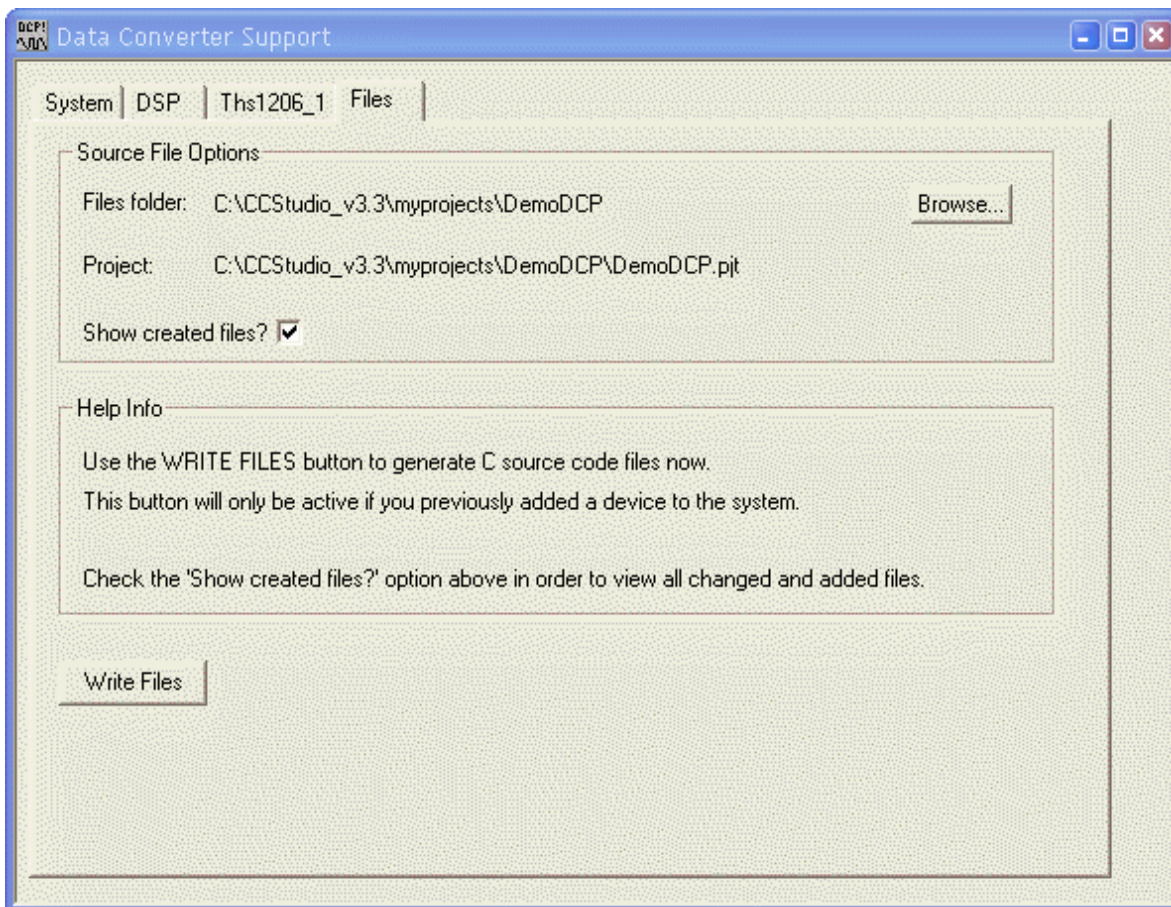 DCP!
Data Converter Support
System DSP Ths1206_1 Files
Source File Options
Files folder: C:\CCStudio_v3.3\myprojects\DemoDCP Browse...
Project: C:\CCStudio_v3.3\myprojects\DemoDCP\DemoDCP.pjt
Show created files?
Help Info
Use the WRITE FILES button to generate C source code files now.
This button will only be active if you previously added a device to the system.
Check the 'Show created files?' option above in order to view all changed and added files.
Write Files